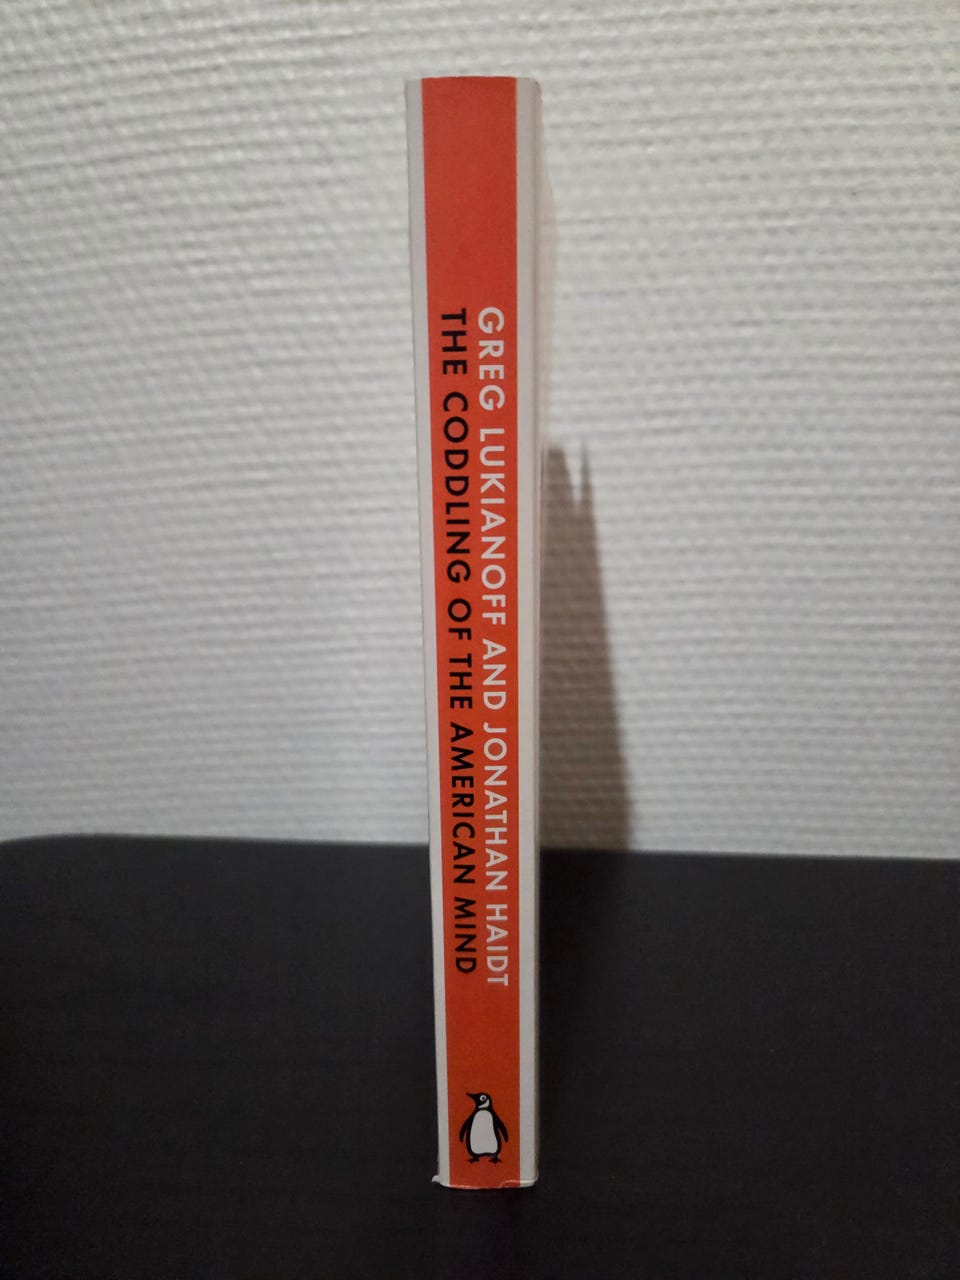 GREG LUKIANOFF AND JONATHAN HAIDT
THE CODDLING OF THE AMERICAN MIND